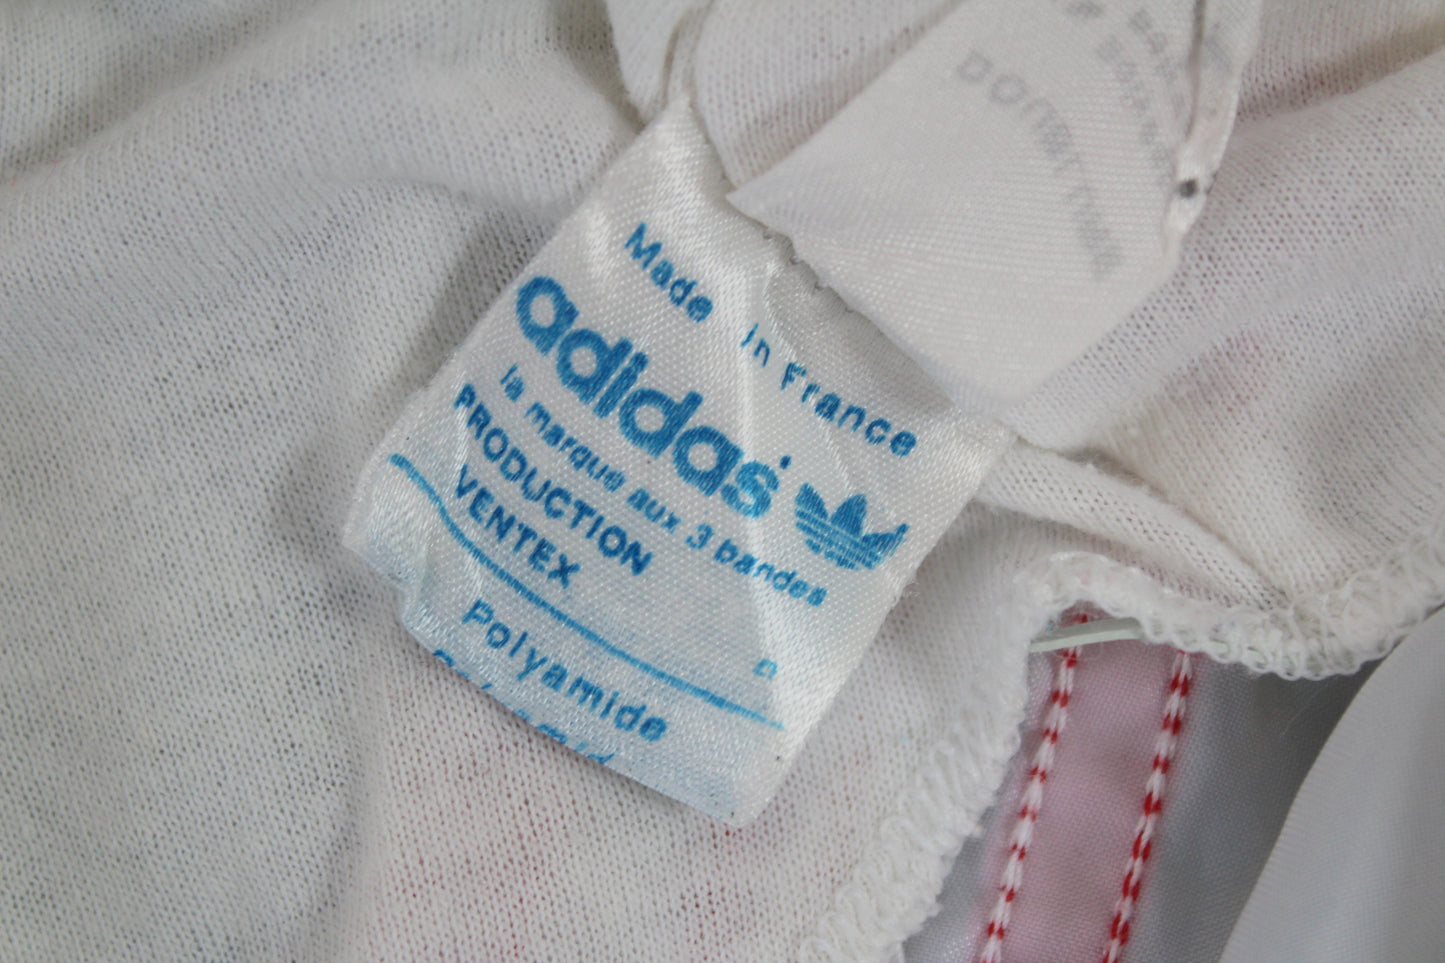 Made in France
adidas
la marque aux 3 bandes
PRODUCTION
VENTEX
Polyamide